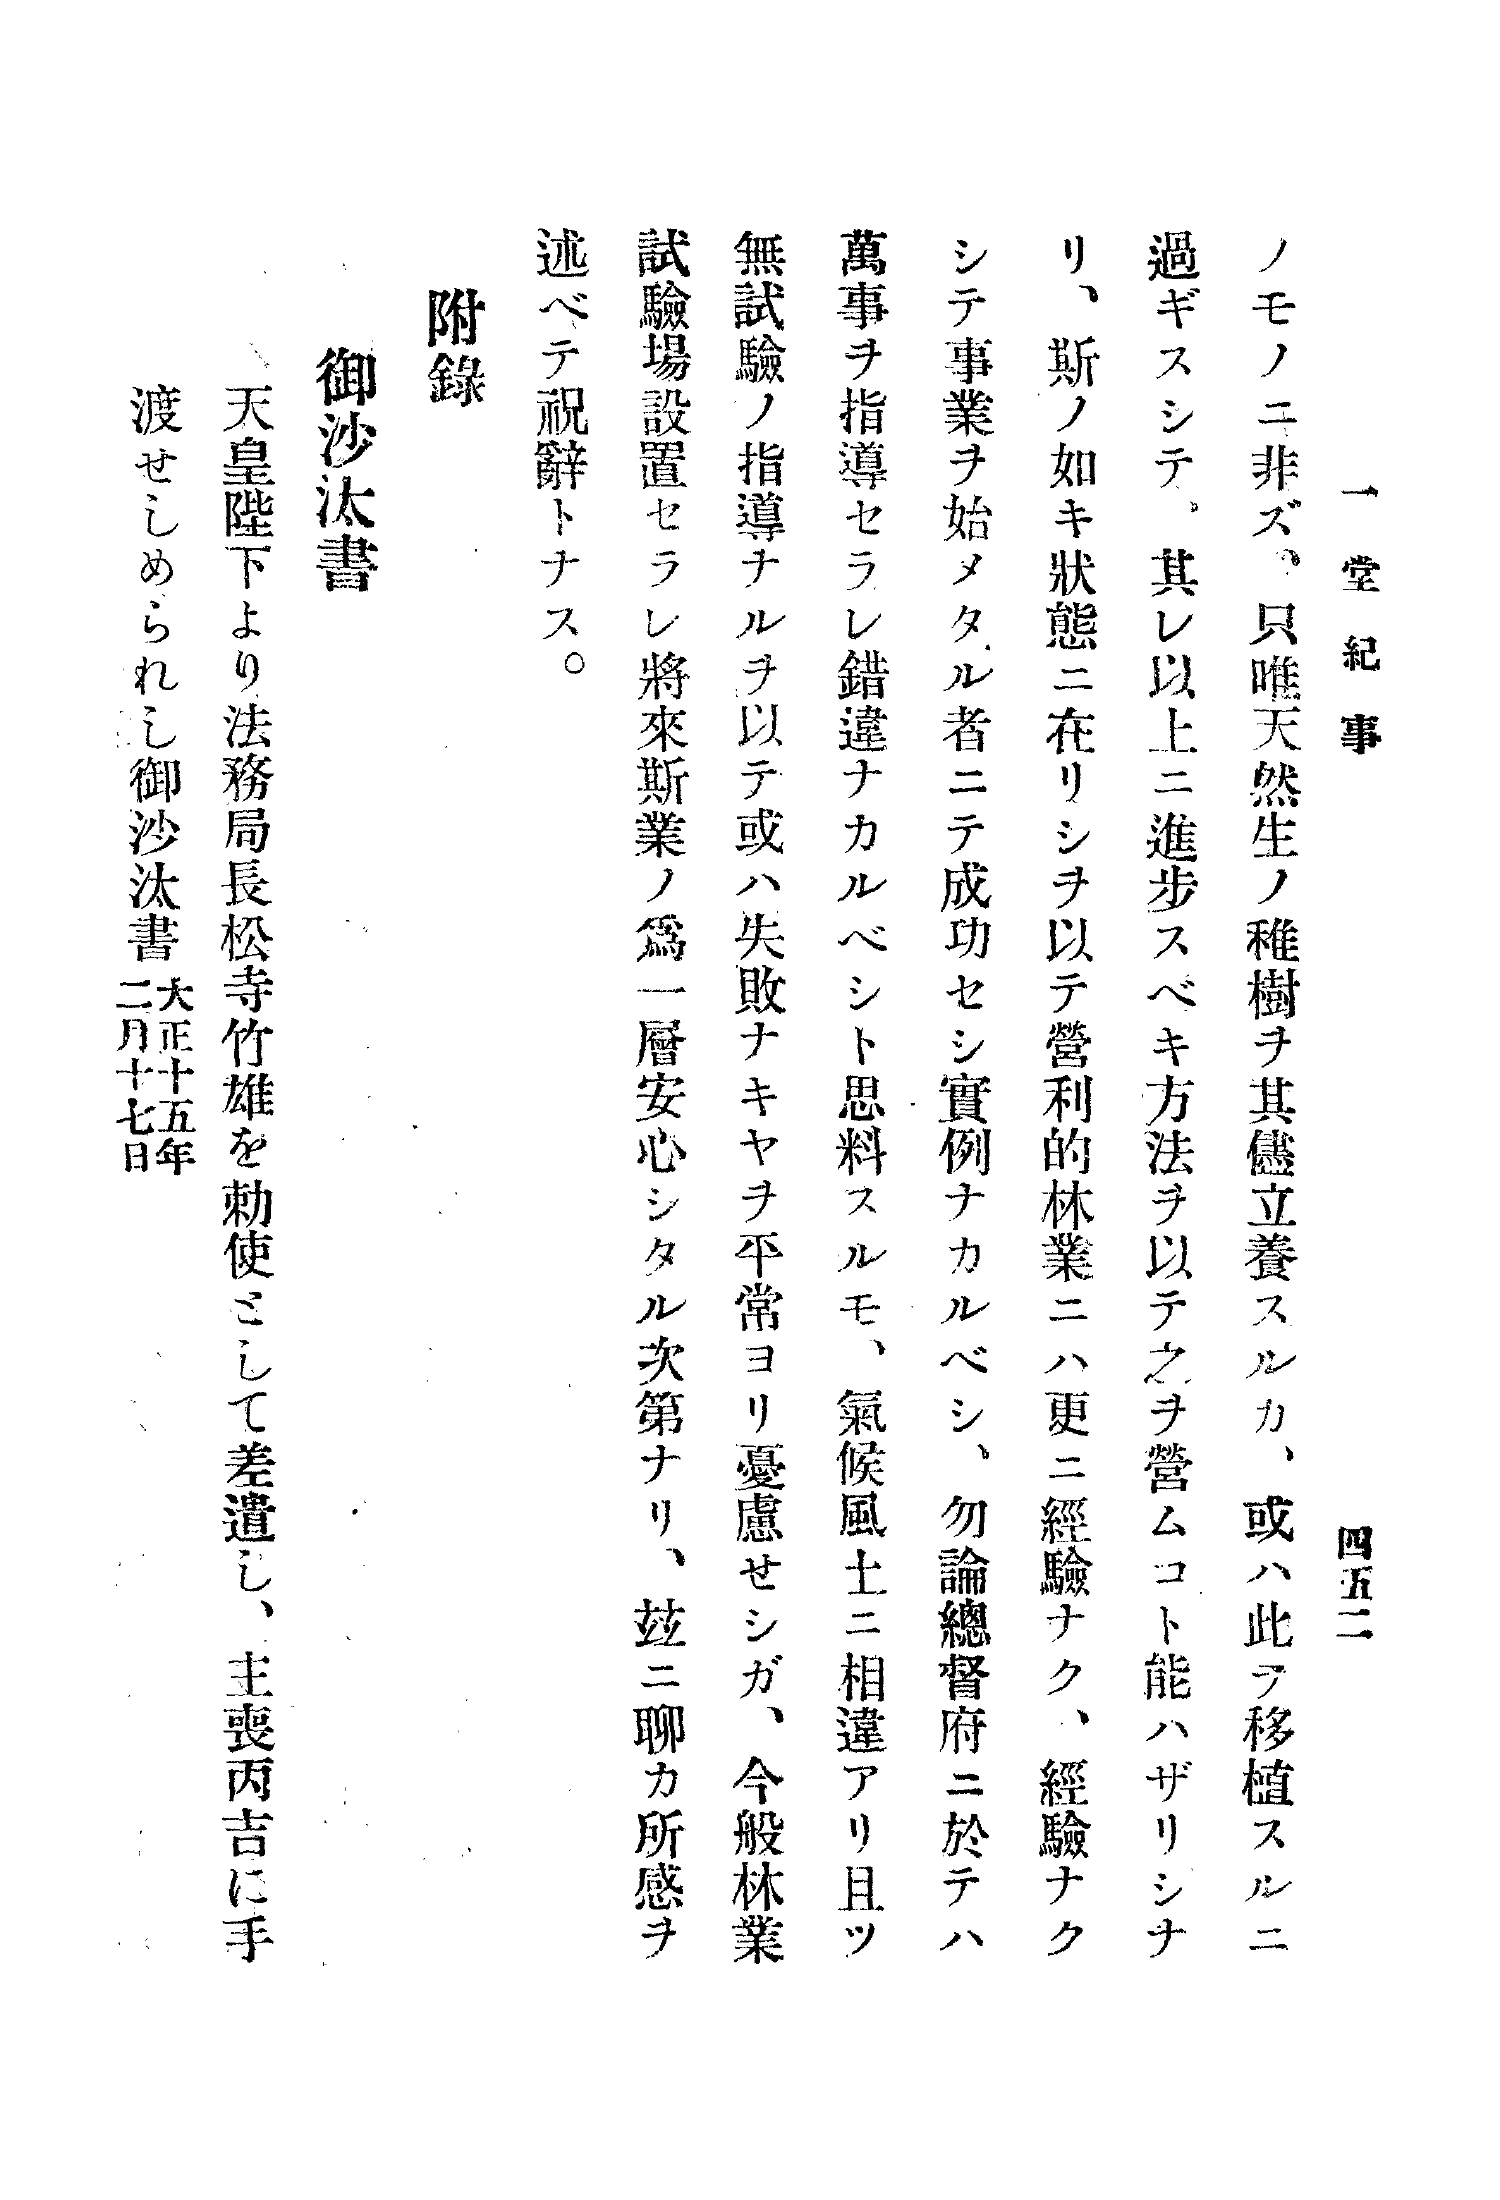 一堂紀事
四五二
ノモノニ非ズ、只唯天然生ノ稚樹ヲ其儘立養スルカ、或ハ此ヲ移植スルニ
過ギスシテ、其レ以上ニ進步スベキ方法ヲ以テ之ヲ營ムコト能ハザリシナ
リ、斯ノ如キ狀態ニ在リシヲ以テ營利的林業ニハ更ニ經驗ナク、經驗ナク
シテ事業ヲ始メタル者ニテ成功セシ實例ナカルベシ、勿論總督府ニ於テハ
萬事ヲ指導セラレ錯違ナカルベシト思料スルモ、氣候風土ニ相違アリ且ツ
無試驗ノ指導ナルヲ以テ或ハ失敗ナキヤヲ平常ヨリ憂慮セシガ、今般林業
試驗場設置セラレ將來斯業ノ爲一層安心シタル次第ナリ、玆ニ聊カ所感ヲ
述ベテ祝辭トナス。
附錄
御沙汰書
天皇陛下より法務局長松寺竹雄を勅使として差遣し、主喪丙吉に手
渡せしめられし御沙汰書
大正十五年
二月十七日